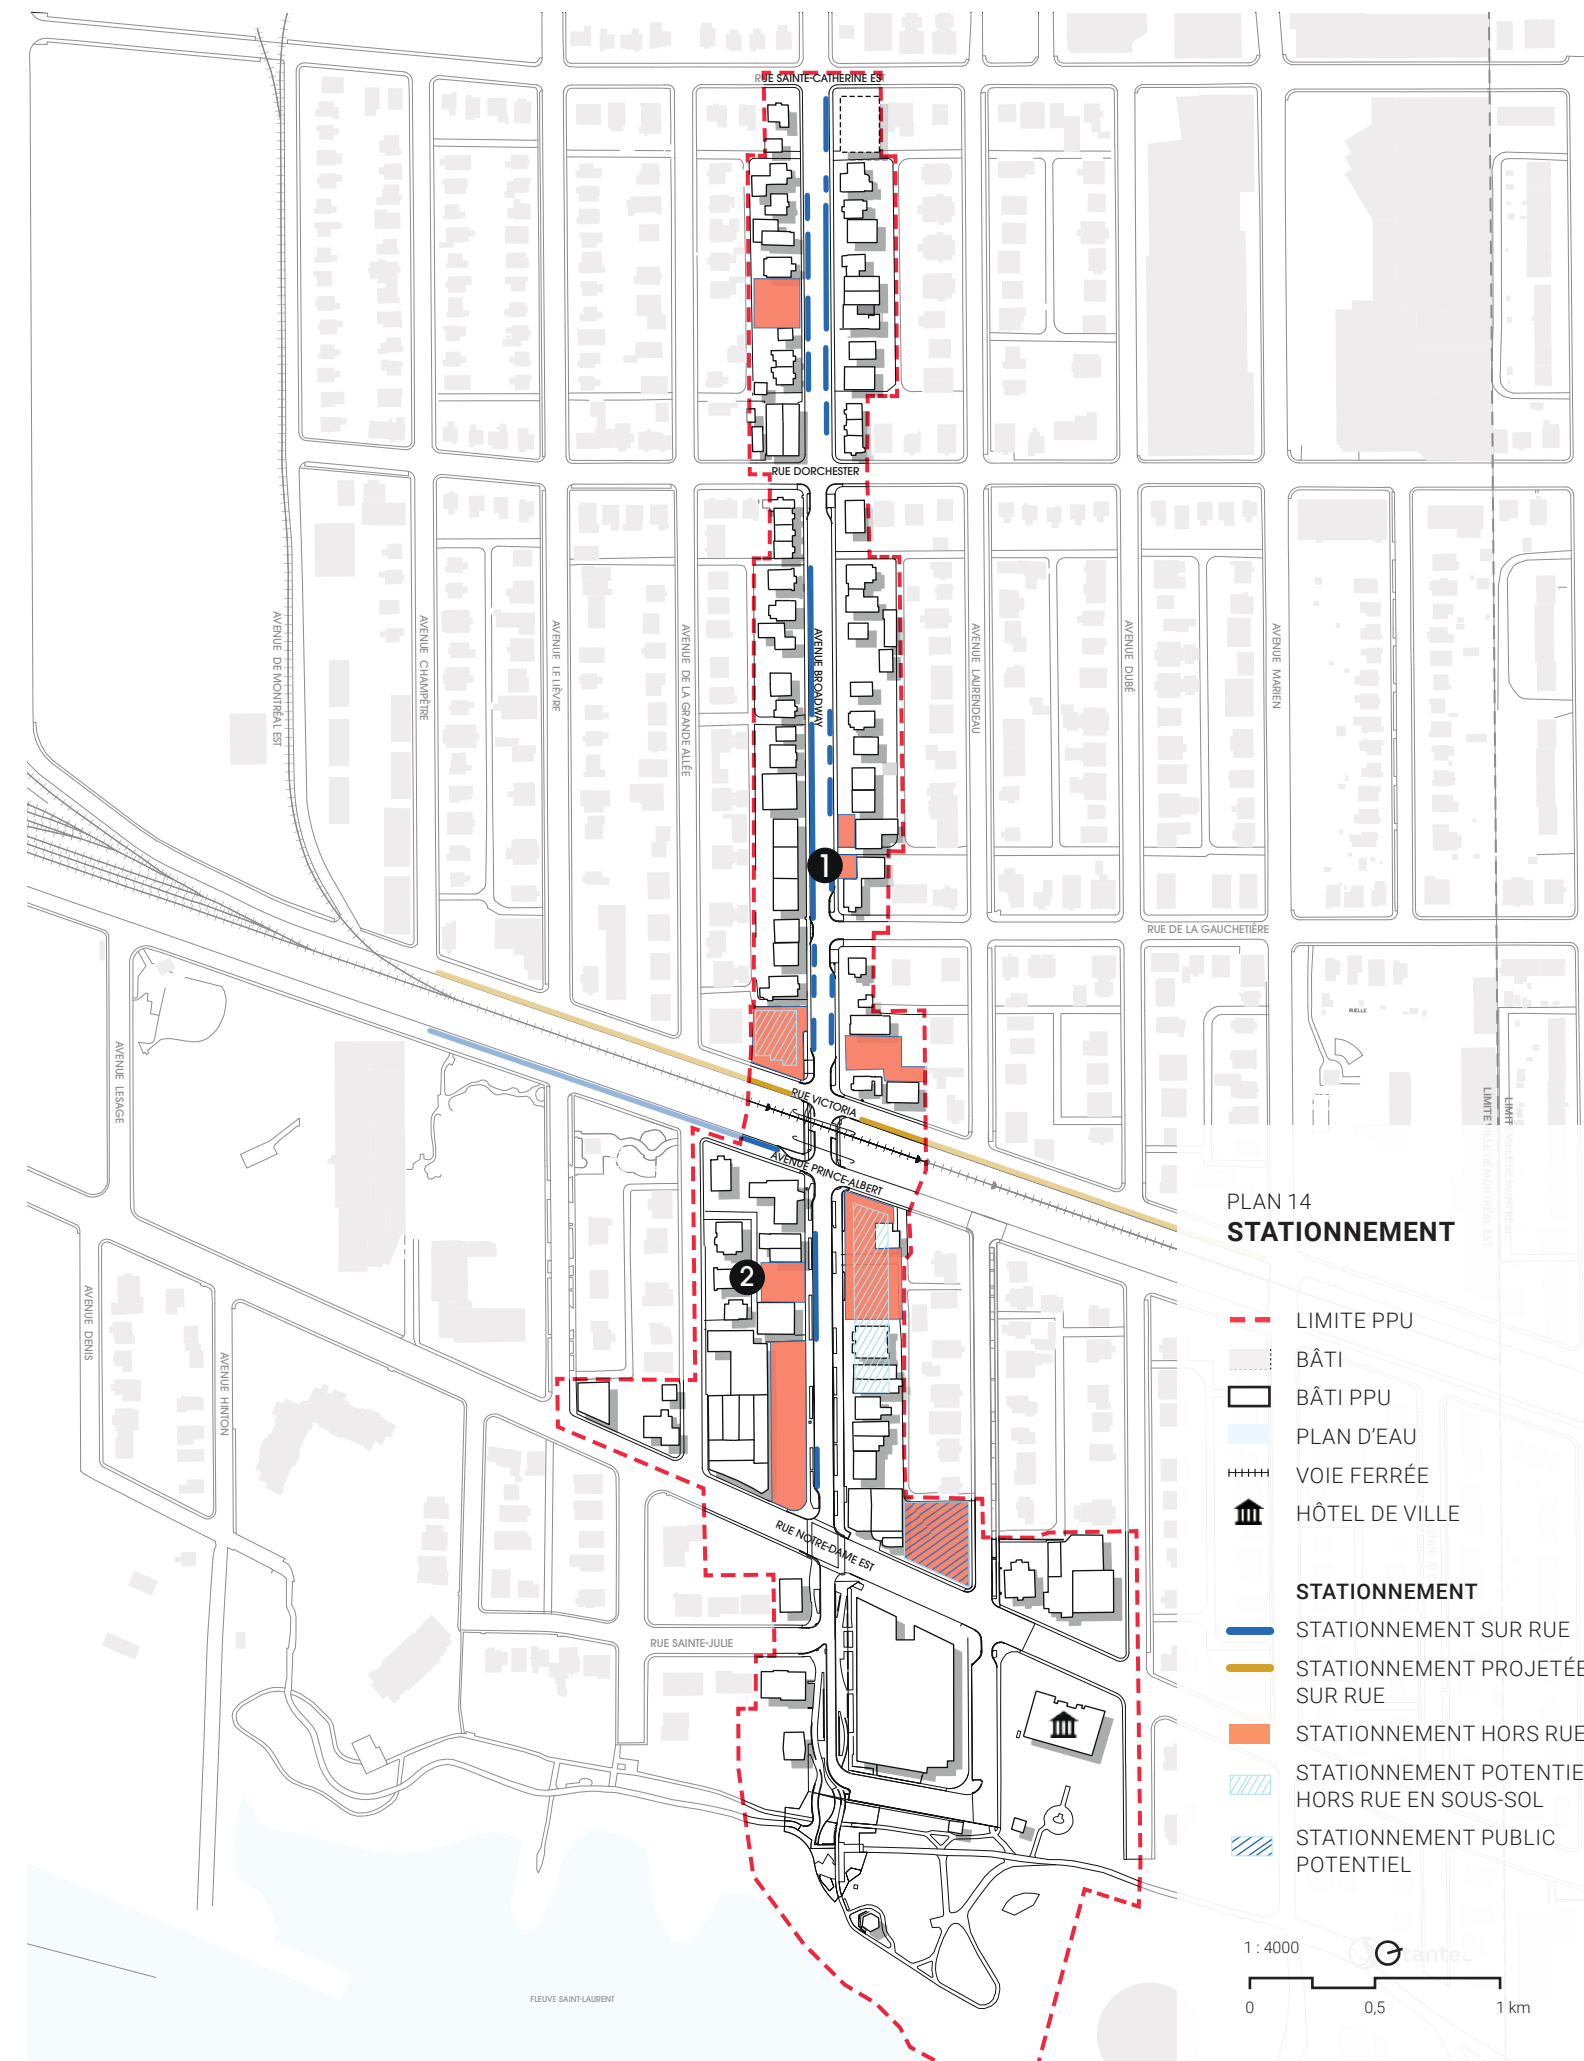 RUE SAINTE-CATHERINE EST
RUE DORCHESTER
AVENUE DE MONTRÉAL EST
AVENUE CHAMPÊTRE
AVENUE LE LIÈVRE
AVENUE DE LA GRANDE ALLÉE
AVENUE BROADWAY
AVENUE LAURENDEAU
AVENUE DUBÉ
AVENUE MARIEN
1
RUE DE LA GAUCHETIÈRE
RUELLE
AVENUE LESAGE
RUE VICTORIA
AVENUE PRINCE-ALBERT
2
AVENUE DENIS
AVENUE HINTON
RUE NOTRE-DAME EST
RUE SAINTE-JULIE
FLEUVE SAINT-LAURENT
PLAN 14
STATIONNEMENT
LIMITE PPU
BÂTI
BÂTI PPU
PLAN D'EAU
VOIE FERRÉE
HÔTEL DE VILLE
STATIONNEMENT
STATIONNEMENT SUR RUE
STATIONNEMENT PROJETÉE
SUR RUE
STATIONNEMENT HORS RUE
STATIONNEMENT POTENTIE
HORS RUE EN SOUS-SOL
STATIONNEMENT PUBLIC
POTENTIEL
1 : 4000
0 0,5 1 km